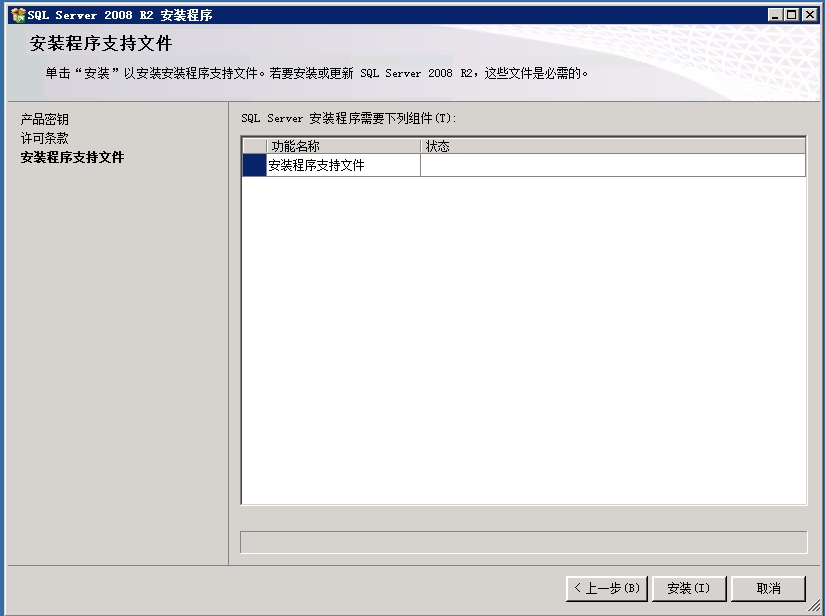 SQL Server 2008 R2 安装程序
安装程序支持文件
单击“安装”以安装安装程序支持文件。若要安装或更新 SQL Server 2008 R2，这些文件是必需的。
产品密钥
许可条款
安装程序支持文件
SQL Server 安装程序需要下列组件(T):
功能名称 状态
安装程序支持文件
< 上一步(B) 安装(I) 取消